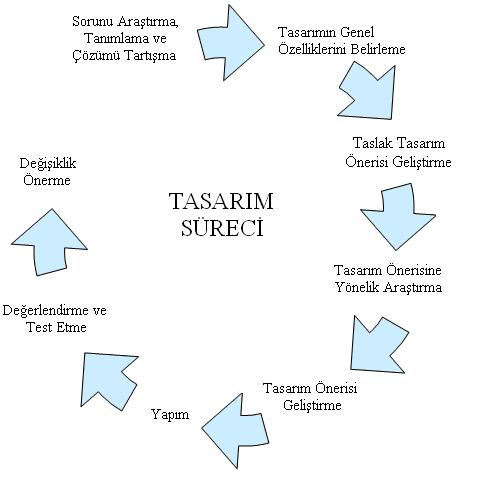 Sorunu Araştırma,
Tanımlama ve
Çözümü Tartışma
Tasarımın Genel
Özelliklerini Belirleme
Taslak Tasarım
Önerisi Geliştirme
Tasarım Önerisine
Yönelik Araştırma
Tasarım Önerisi
Geliştirme
Yapım
Değerlendirme ve
Test Etme
Değişiklik
Önerme
TASARIM
SÜRECİ